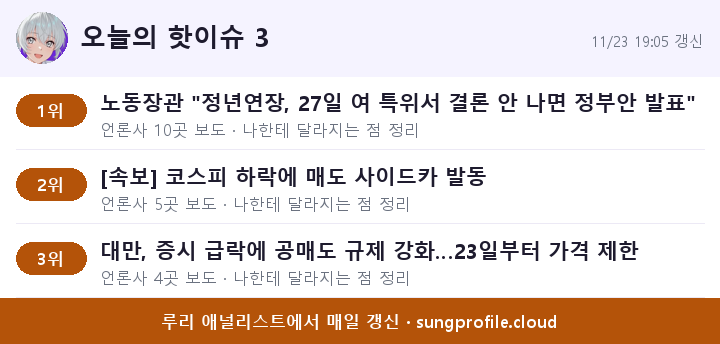 오늘의 핫이슈 3
11/23 19:05 갱신
1위
노동장관 "정년연장, 27일 여 특위서 결론 안 나면 정부안 발표"
언론사 10곳 보도 · 나한테 달라지는 점 정리
2위
[속보] 코스피 하락에 매도 사이드카 발동
언론사 5곳 보도 · 나한테 달라지는 점 정리
3위
대만, 증시 급락에 공매도 규제 강화...23일부터 가격 제한
언론사 4곳 보도 · 나한테 달라지는 점 정리
루리 애널리스트에서 매일 갱신 · sungprofile.cloud